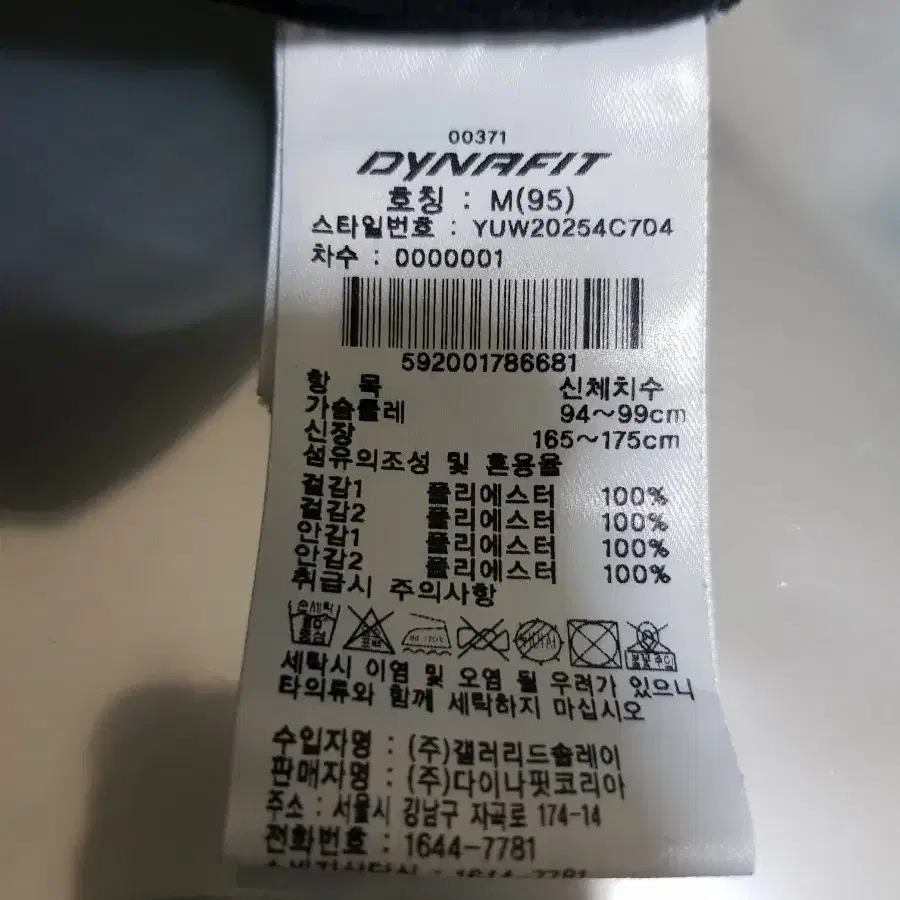 00371
DYNAFIT
호칭 : M(95)
스타일번호 : YUW20254C704
차수 : 0000001
592001786681
항 목 신체치수
가슴둘레 94~99cm
신장 165~175cm
섬유의조성 및 혼용율
겉감1 폴리에스터 100%
겉감2 폴리에스터 100%
안감1 폴리에스터 100%
안감2 폴리에스터 100%
취급시 주의사항
손세탁
중성
세탁시 이염 및 오염 될 우려가 있으니
타의류와 함께 세탁하지 마십시오
수입자명 : (주)갤러리드솔레이
판매자명 : (주)다이나핏코리아
주소 : 서울시 강남구 자곡로 174-14
전화번호 : 1644-7781
: 1644-7781